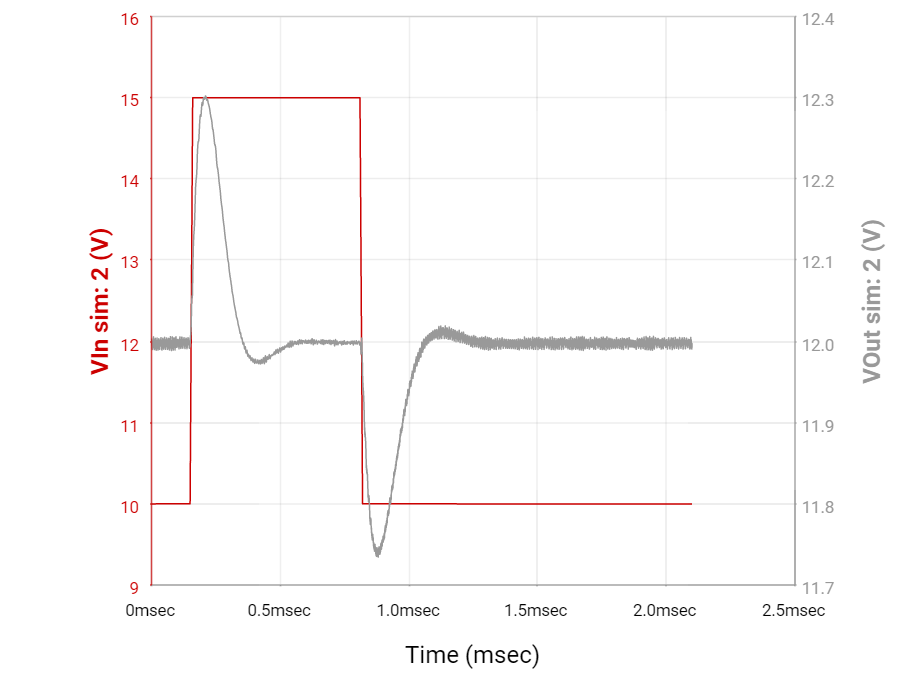 16
15
14
13
12
11
10
9
VIn sim: 2 (V)
12.4
12.3
12.2
12.1
12.0
11.9
11.8
11.7
VOut sim: 2 (V)
0msec
0.5msec
1.0msec
1.5msec
2.0msec
2.5msec
Time (msec)